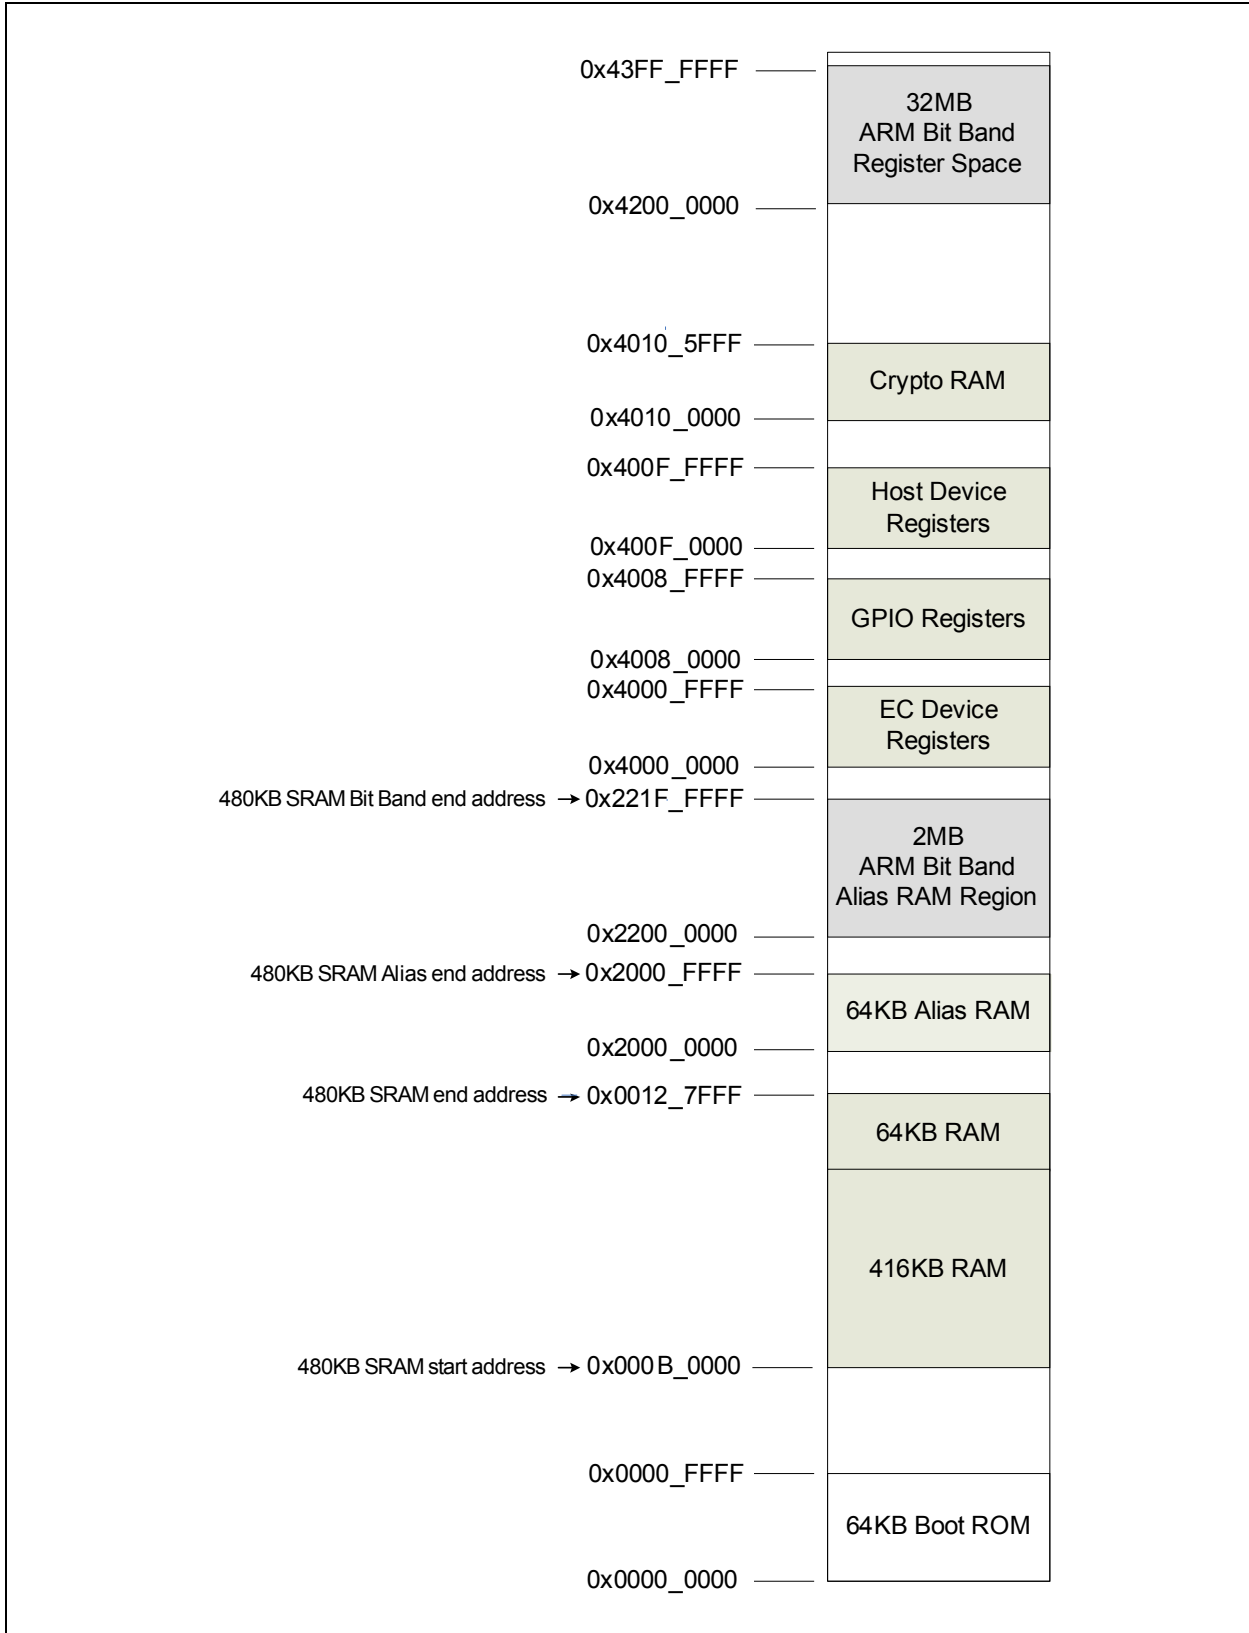 0x43FF_FFFF
32MB
ARM Bit Band
Register Space
0x4200_0000
0x4010_5FFF
Crypto RAM
0x4010_0000
0x400F_FFFF
Host Device
Registers
0x400F_0000
0x4008_FFFF
GPIO Registers
0x4008_0000
0x4000_FFFF
EC Device
Registers
0x4000_0000
480KB SRAM Bit Band end address → 0x221F_FFFF
2MB
ARM Bit Band
Alias RAM Region
0x2200_0000
480KB SRAM Alias end address → 0x2000_FFFF
64KB Alias RAM
0x2000_0000
480KB SRAM end address → 0x0012_7FFF
64KB RAM
416KB RAM
480KB SRAM start address → 0x000B_0000
0x0000_FFFF
64KB Boot ROM
0x0000_0000